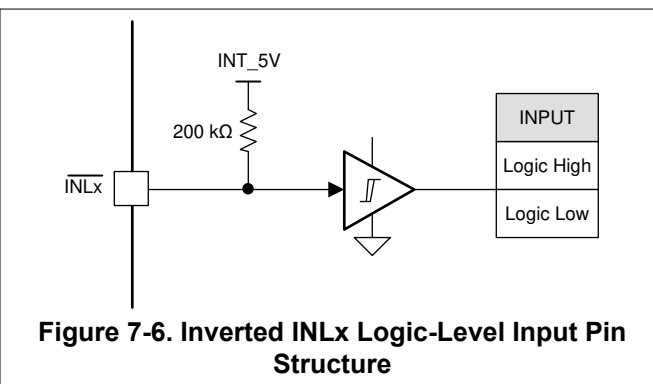 INT_5V
200 kΩ
INLx
INPUT
Logic High
Logic Low
Figure 7-6. Inverted INLx Logic-Level Input Pin
Structure